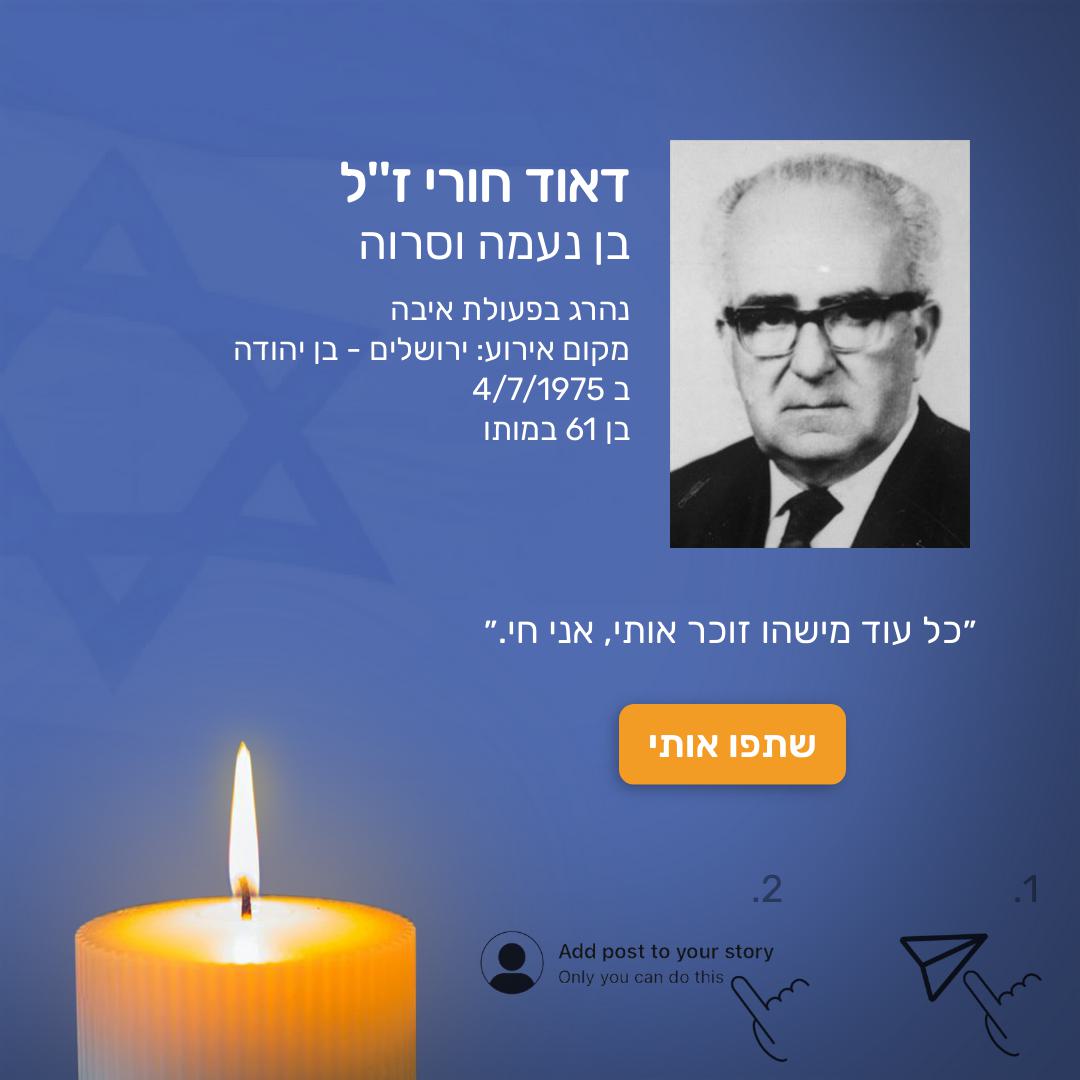 דאוד חורי ז"ל
בן נעמה וסרוה
נהרג בפעולת איבה
מקום אירוע: ירושלים - בן יהודה
ב 4/7/1975
בן 61 במותו
״כל עוד מישהו זוכר אותי, אני חי.״
שתפו אותי
.1
.2
Add post to your story
Only you can do this